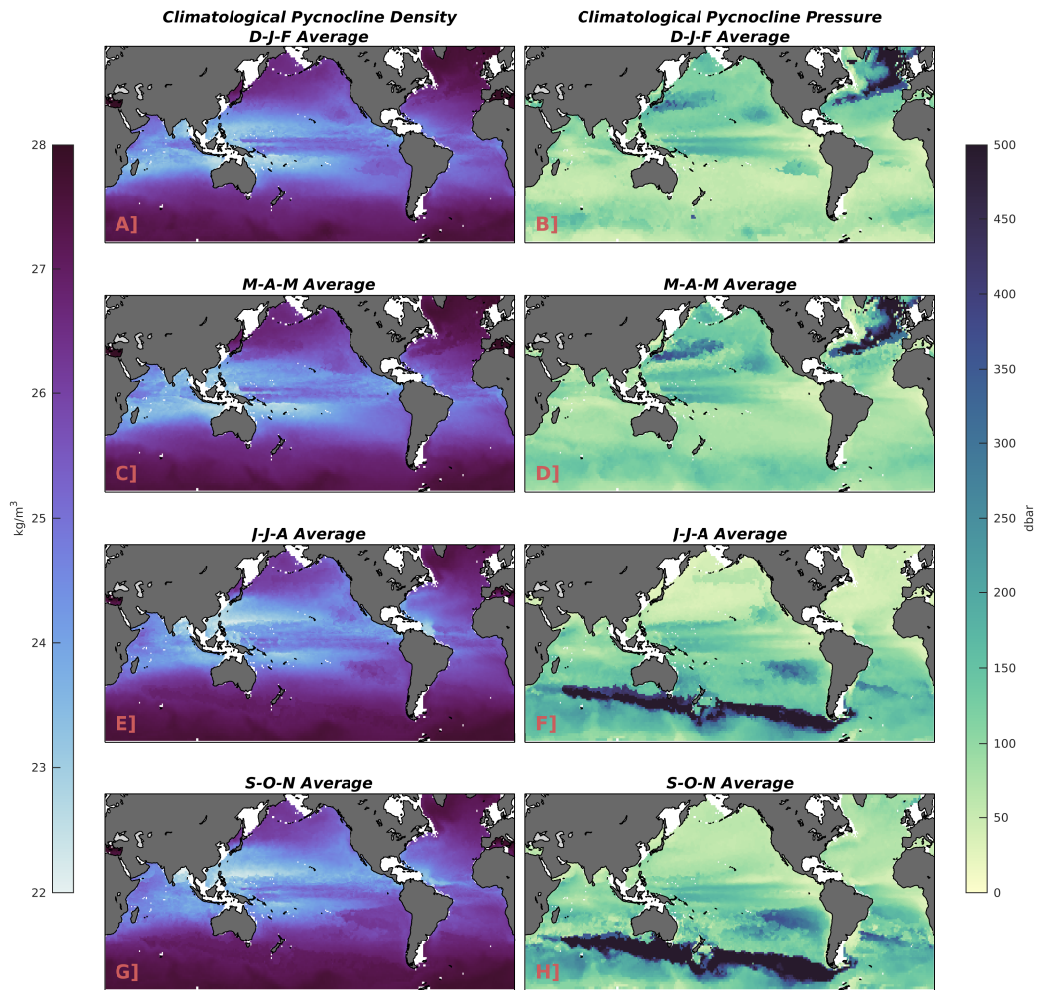 Climatological Pycnocline Density
D-J-F Average
Climatological Pycnocline Pressure
D-J-F Average
A]
B]
M-A-M Average
M-A-M Average
C]
D]
J-J-A Average
J-J-A Average
E]
F]
S-O-N Average
S-O-N Average
G]
H]
28
27
26
25
24
23
22
kg/m³
500
450
400
350
300
250
200
150
100
50
0
dbar